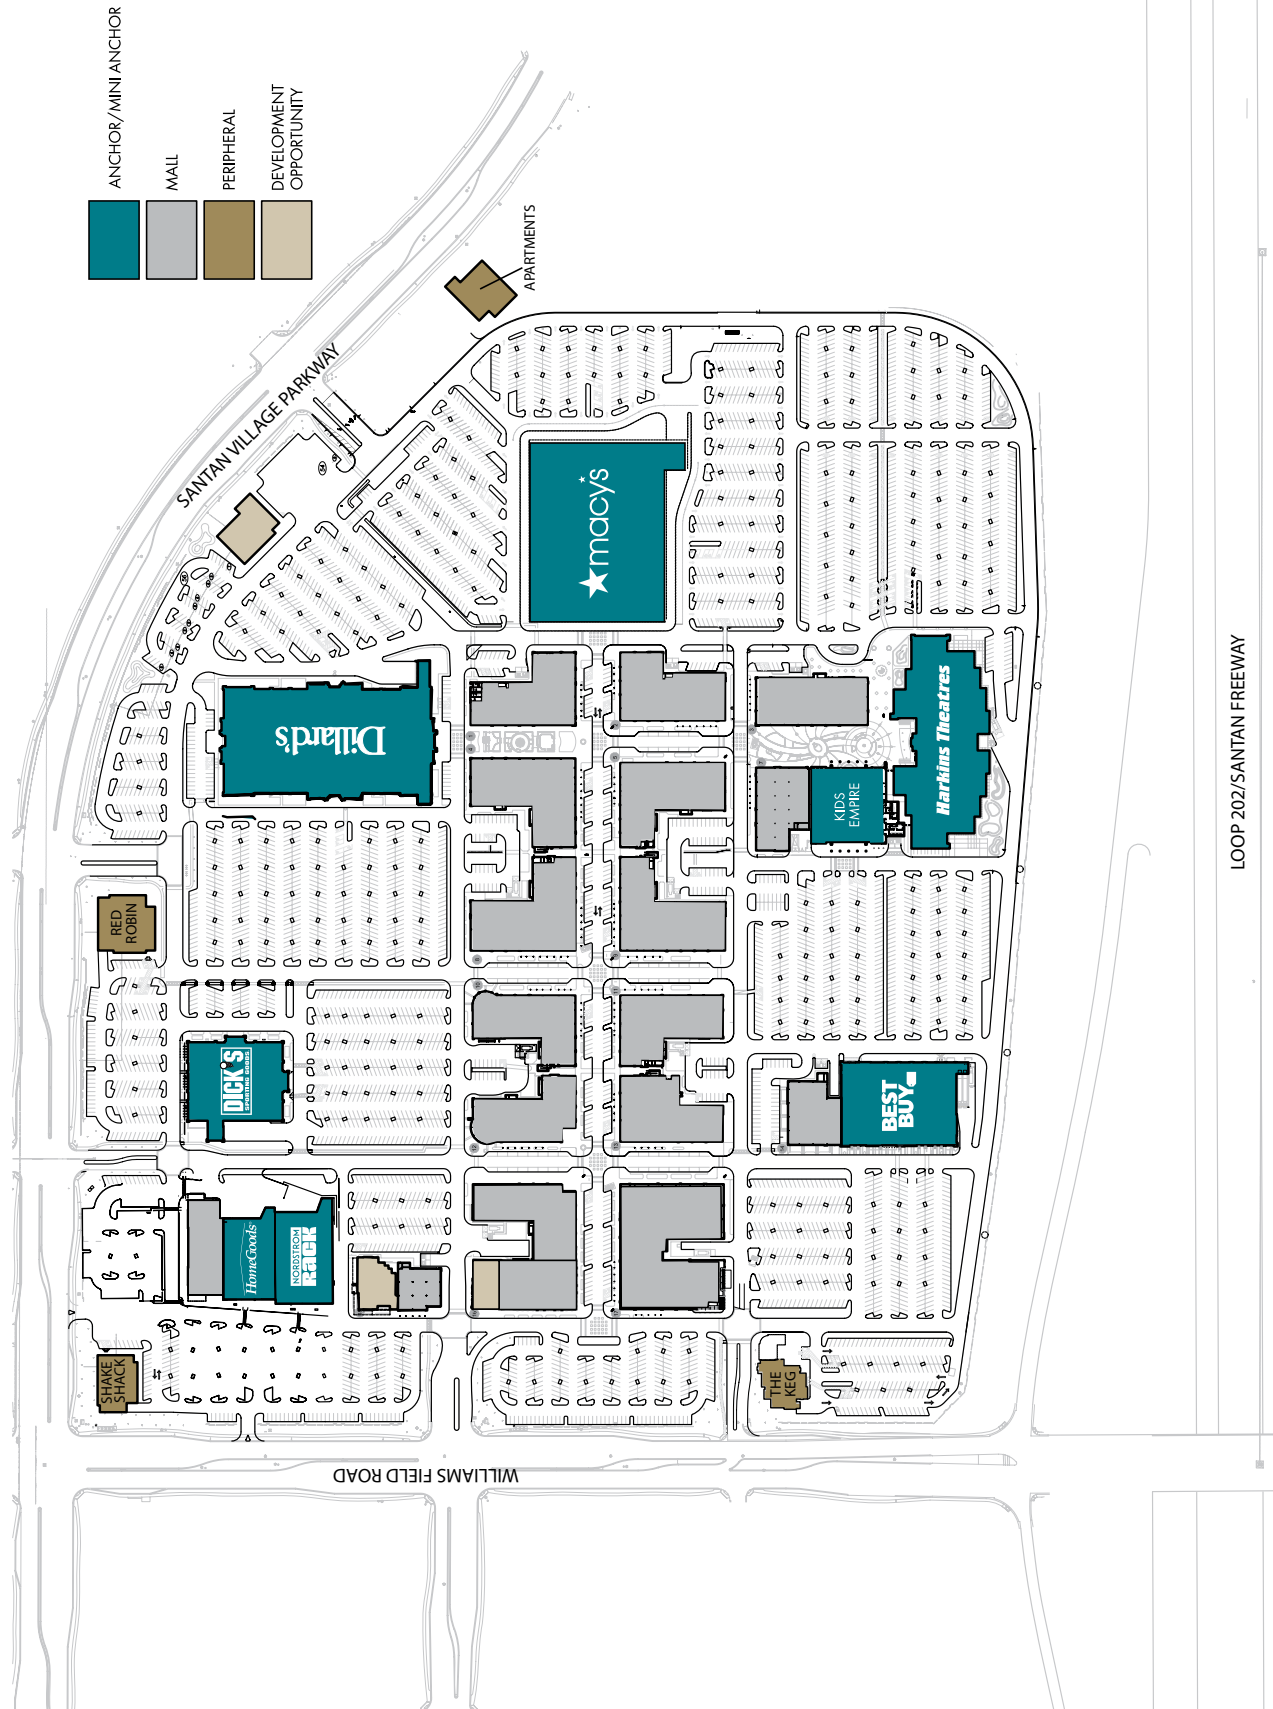 ANCHOR/MINI ANCHOR
MALL
PERIPHERAL
DEVELOPMENT
OPPORTUNITY
APARTMENTS
SANTAN VILLAGE PARKWAY
macy's
Dillard's
Harkins Theatres
KIDS
EMPIRE
RED
ROBIN
DICK'S
SPORTING GOODS
BEST
BUY
HomeGoods
NORDSTROM
RACK
SHAKE
SHACK
THE
KEG
WILLIAMS FIELD ROAD
LOOP 202/SANTAN FREEWAY